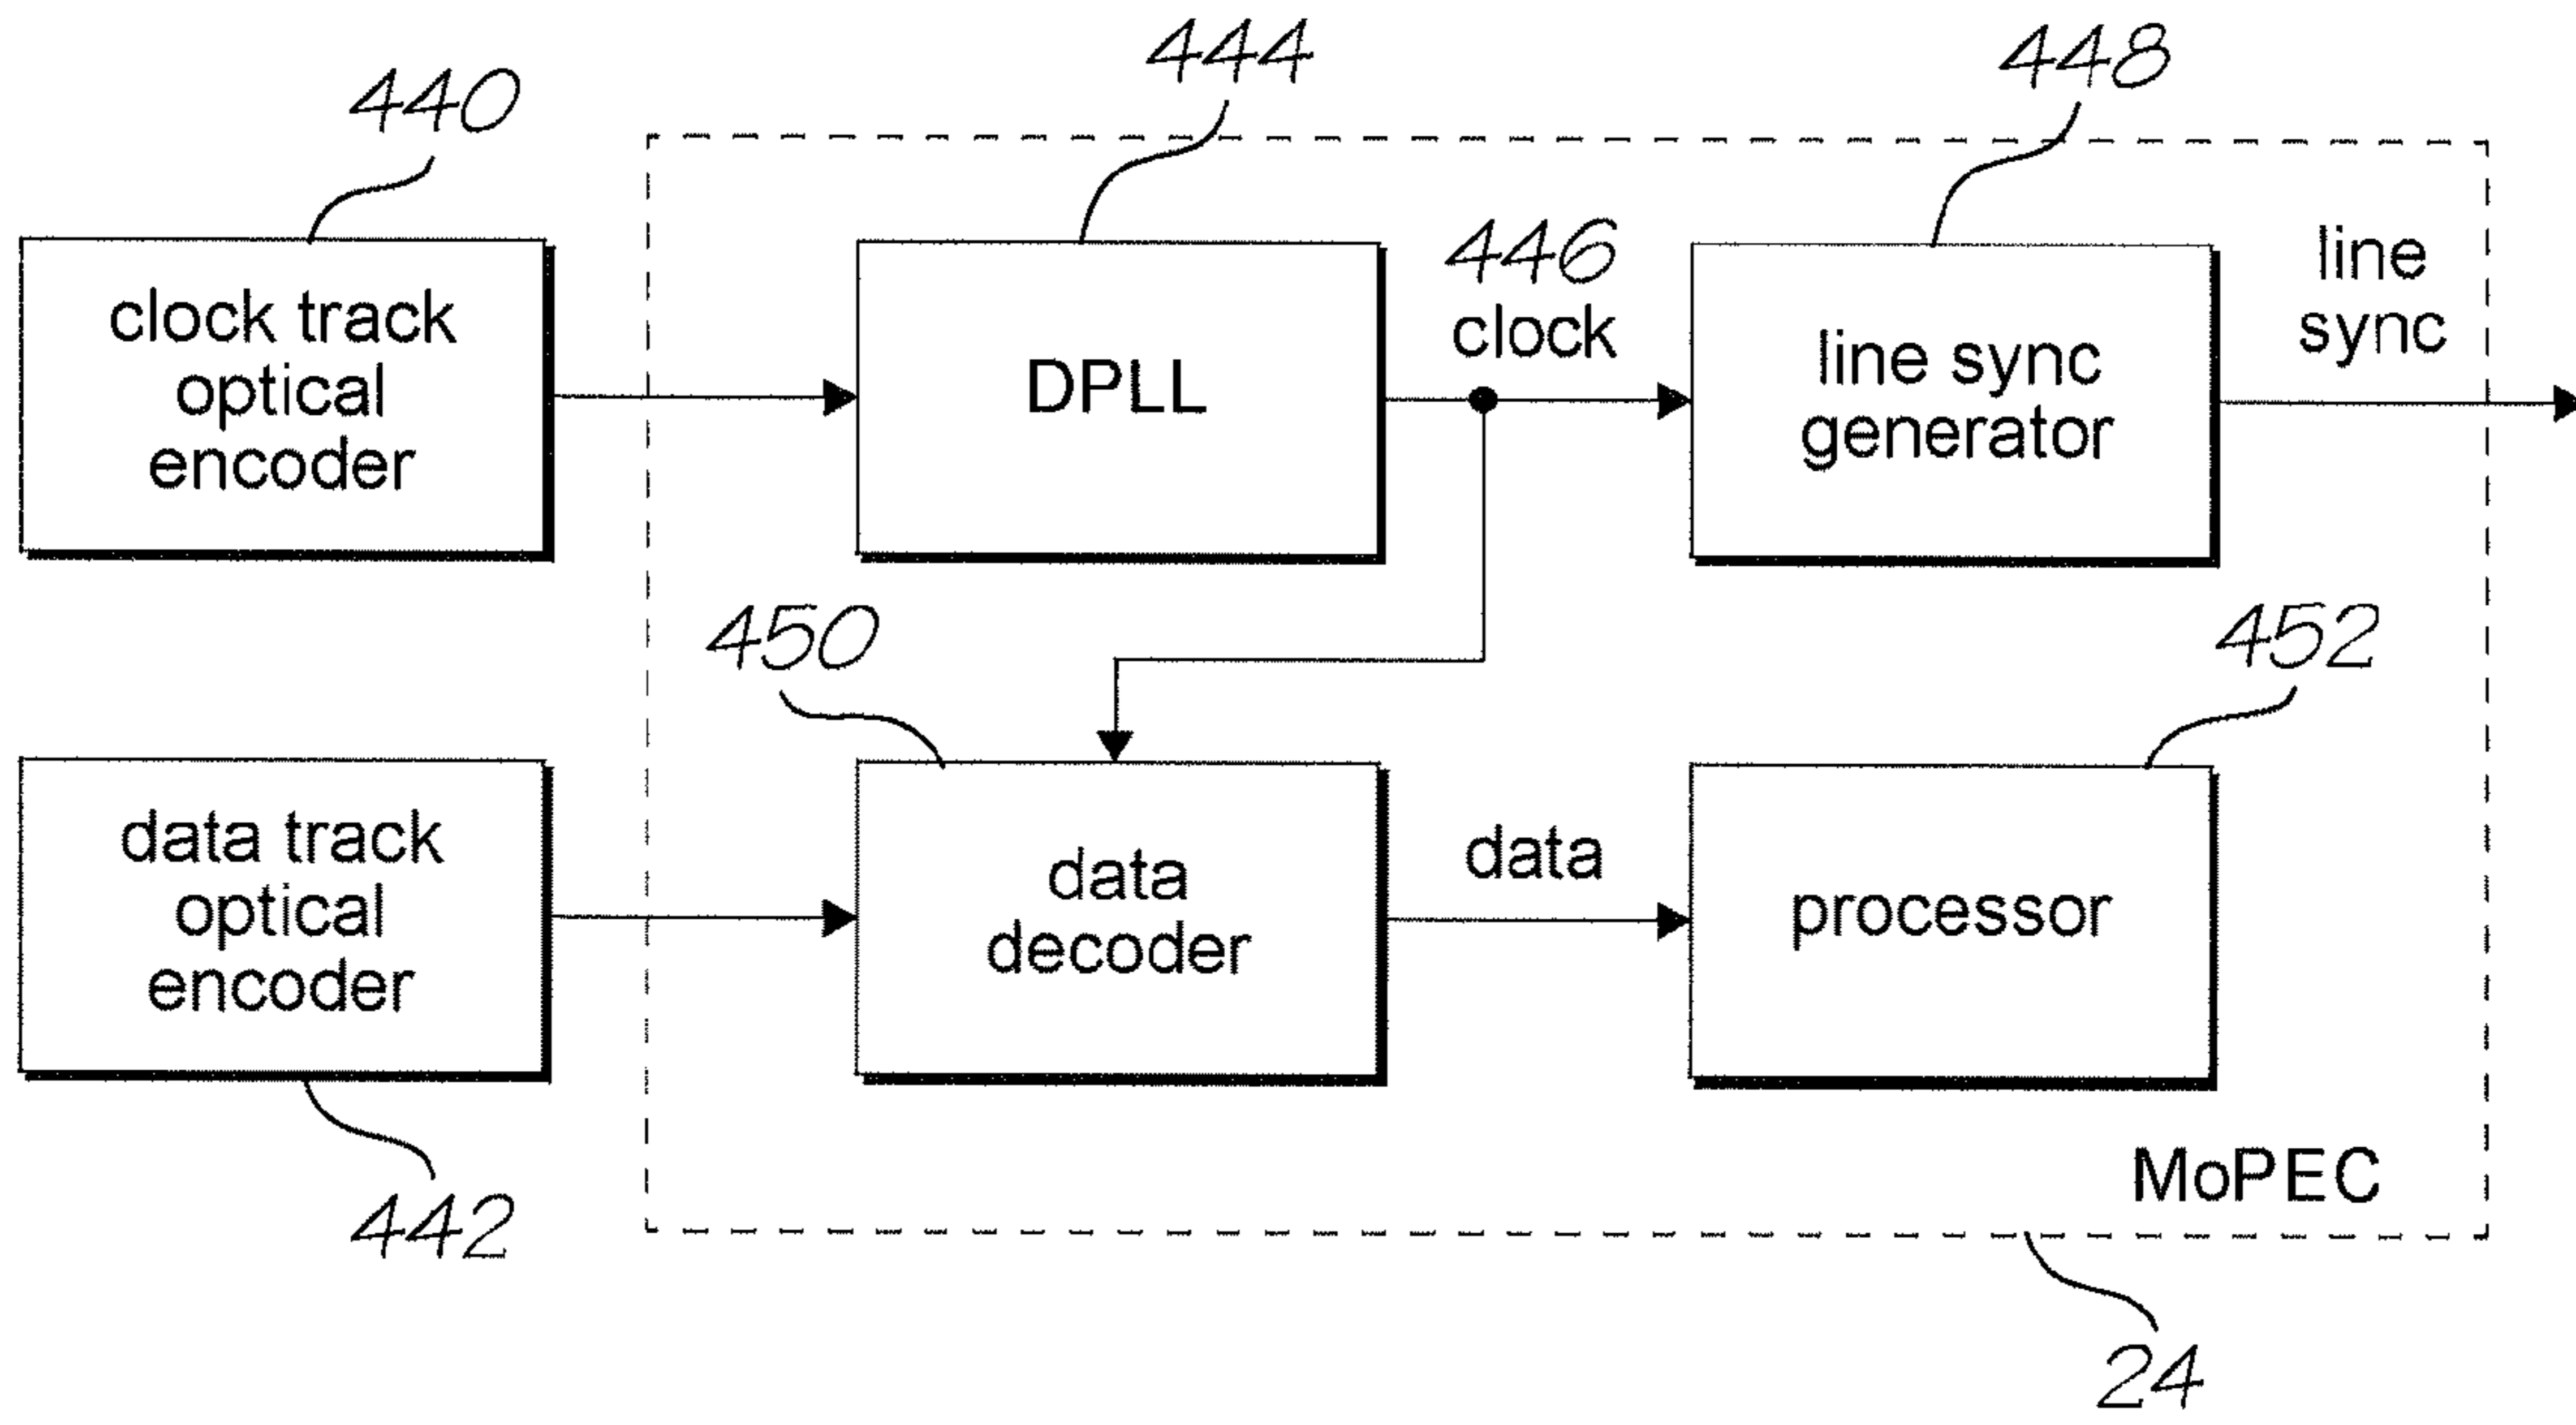 444
448
440
446
clock
line
sync
clock track
optical
encoder
DPLL
line sync
generator
450
452
data track
optical
encoder
data
decoder
data
processor
MoPEC
442
24